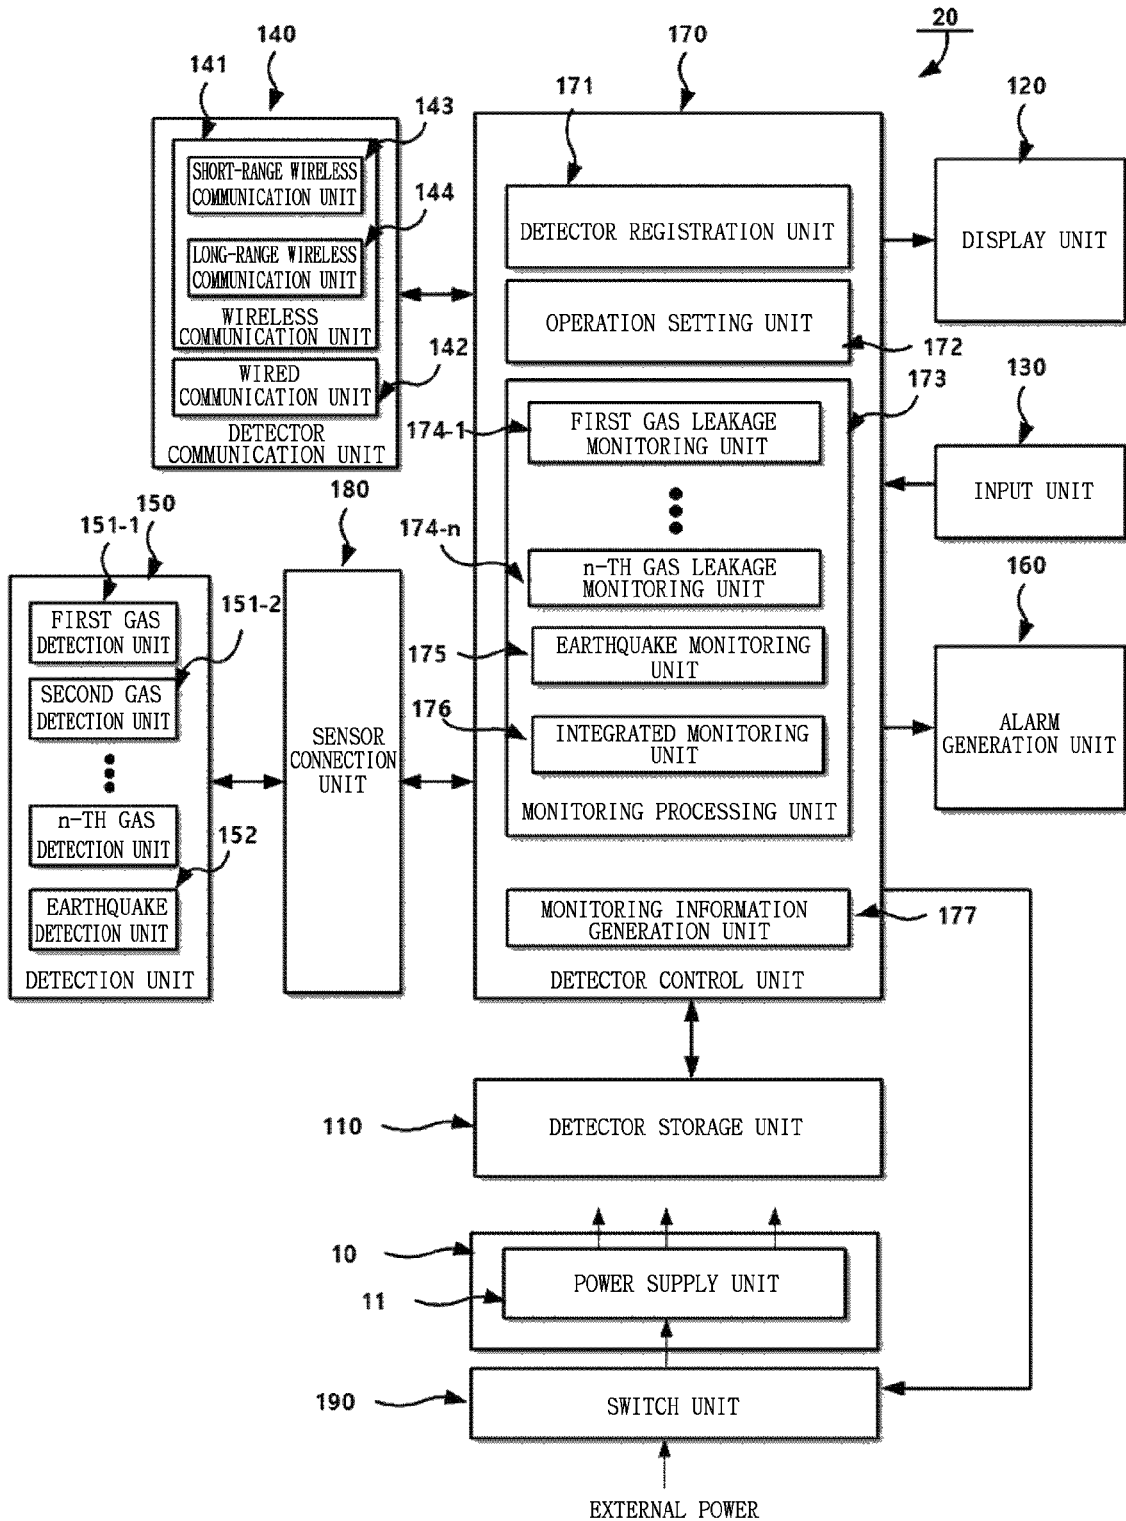 20
140
170
141
171
120
143
SHORT-RANGE WIRELESS
COMMUNICATION UNIT
144
LONG-RANGE WIRELESS
COMMUNICATION UNIT
WIRELESS
COMMUNICATION UNIT
142
WIRED
COMMUNICATION UNIT
DETECTOR
COMMUNICATION UNIT
DETECTOR REGISTRATION UNIT
OPERATION SETTING UNIT
172
173
174-1
FIRST GAS LEAKAGE
MONITORING UNIT
174-n
n-TH GAS LEAKAGE
MONITORING UNIT
175
EARTHQUAKE MONITORING
UNIT
176
INTEGRATED MONITORING
UNIT
MONITORING PROCESSING UNIT
MONITORING INFORMATION
GENERATION UNIT
177
DETECTOR CONTROL UNIT
DISPLAY UNIT
130
INPUT UNIT
160
ALARM
GENERATION UNIT
150
151-1
FIRST GAS
DETECTION UNIT
151-2
SECOND GAS
DETECTION UNIT
n-TH GAS
DETECTION UNIT
152
EARTHQUAKE
DETECTION UNIT
DETECTION UNIT
180
SENSOR
CONNECTION
UNIT
110
DETECTOR STORAGE UNIT
10
11
POWER SUPPLY UNIT
190
SWITCH UNIT
EXTERNAL POWER